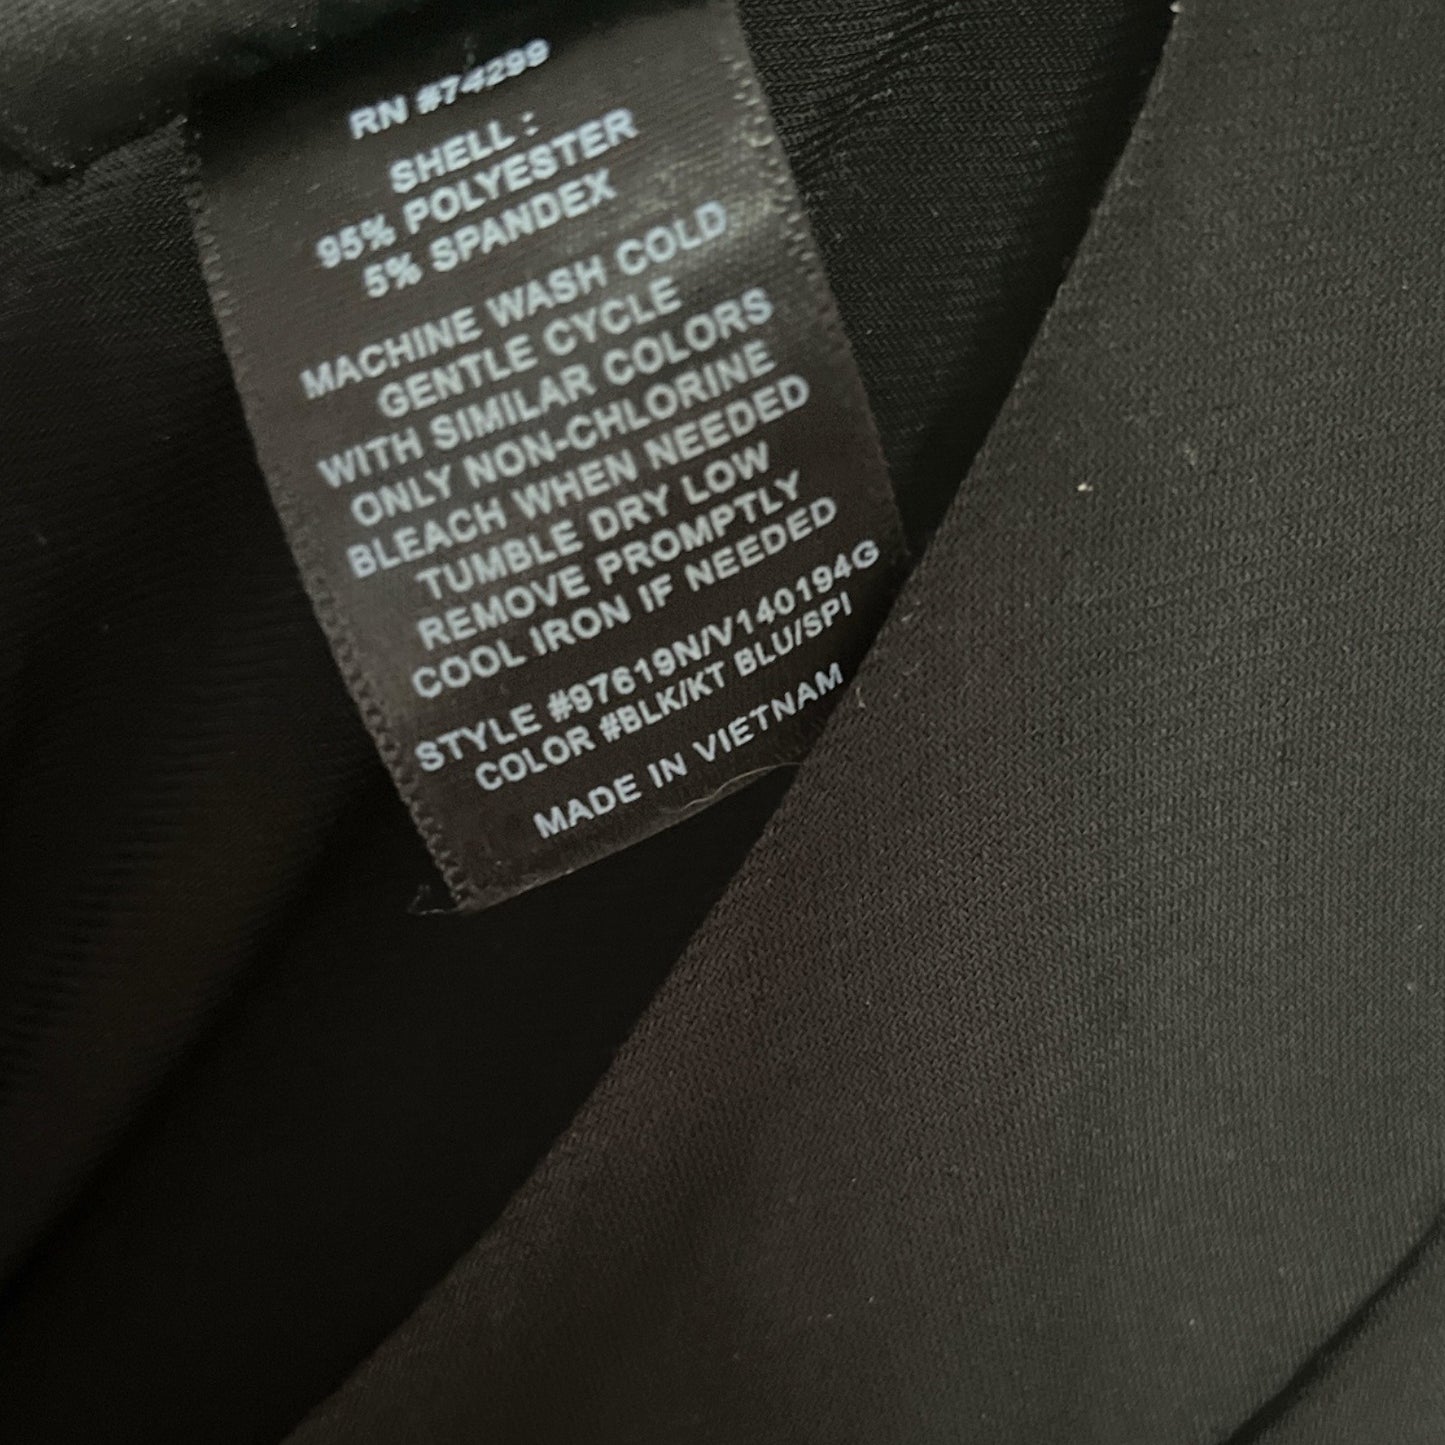 RN #74299
SHELL :
95% POLYESTER
5% SPANDEX
MACHINE WASH COLD
GENTLE CYCLE
WITH SIMILAR COLORS
ONLY NON-CHLORINE
BLEACH WHEN NEEDED
TUMBLE DRY LOW
REMOVE PROMPTLY
COOL IRON IF NEEDED
STYLE #97619N/V140194G
COLOR #BLK/KT BLU/SPI
MADE IN VIETNAM